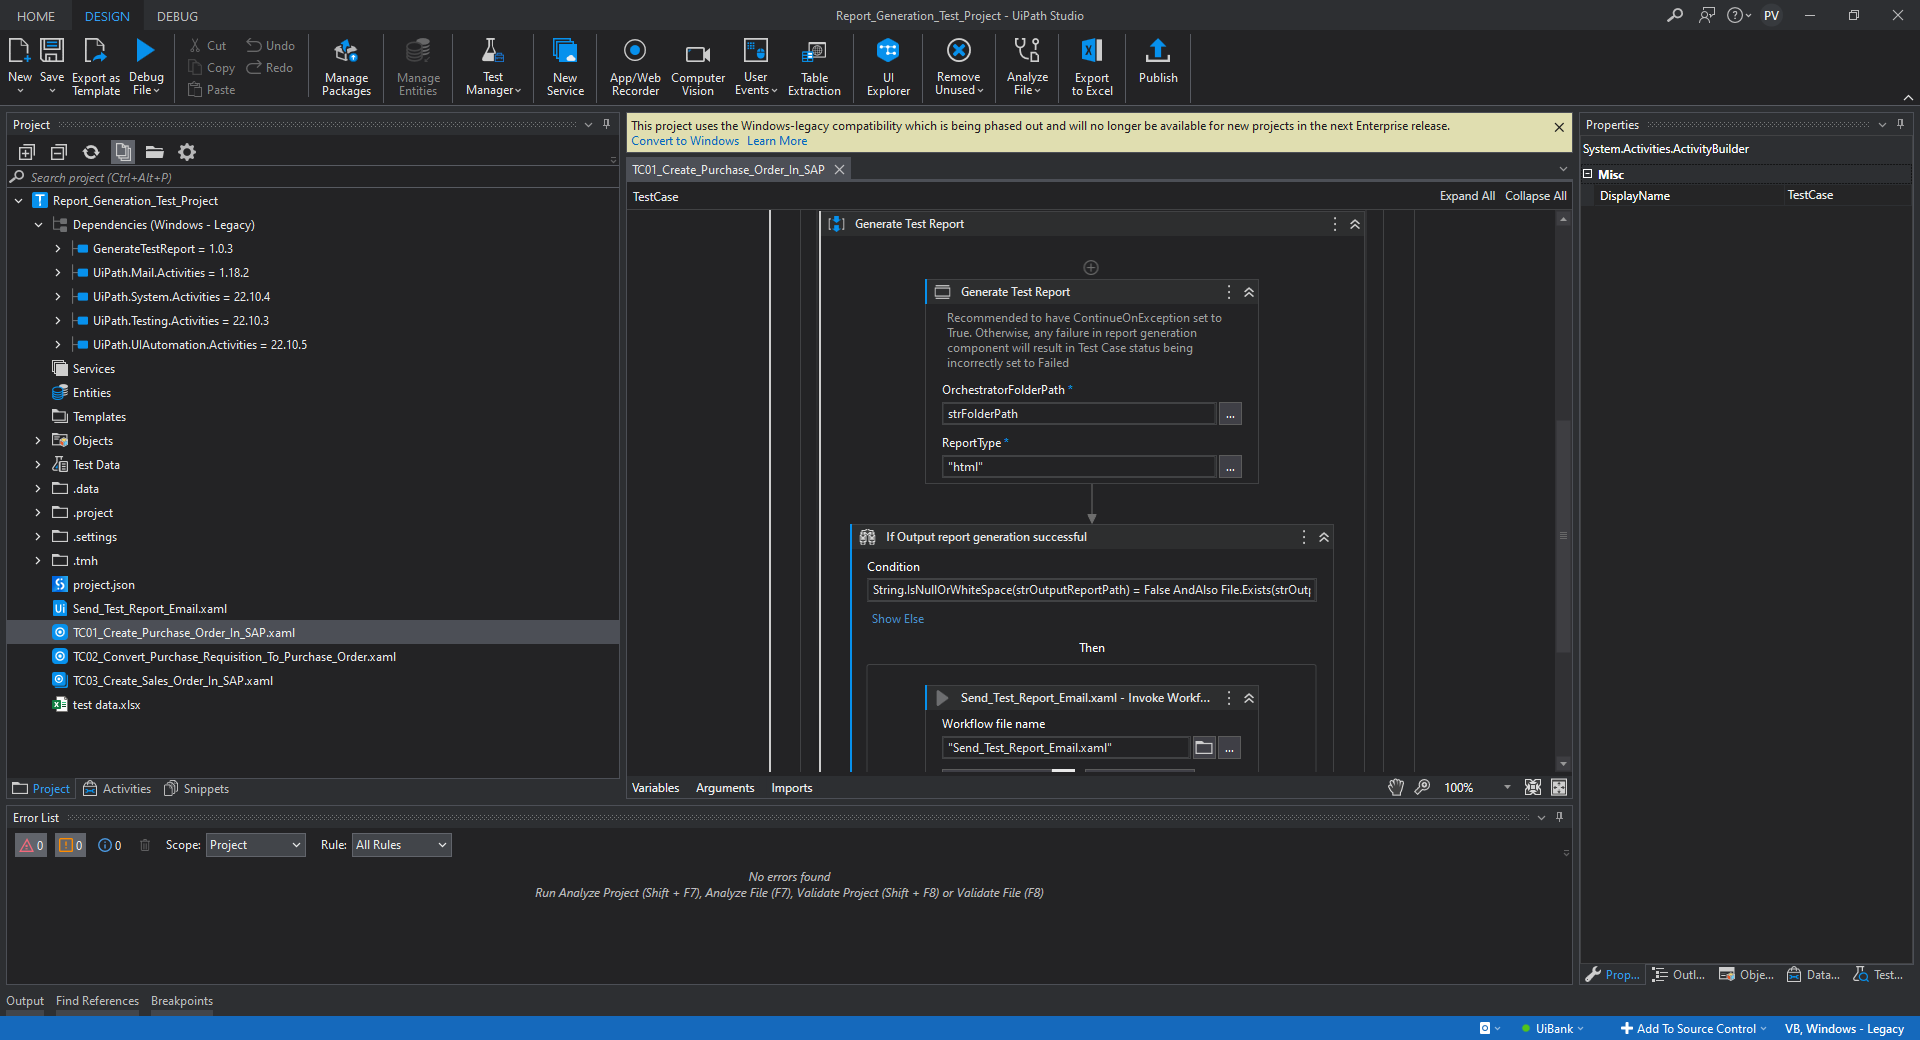 HOME DESIGN DEBUG
Report_Generation_Test_Project - UiPath Studio
PV
New
Save
Export as
Template
Debug
File
Cut
Copy
Paste
Undo
Redo
Manage
Packages
Manage
Entities
Test
Manager
New
Service
App/Web
Recorder
Computer
Vision
User
Events
Table
Extraction
UI
Explorer
Remove
Unused
Analyze
File
Export
to Excel
Publish
Project
Search project (Ctrl+Alt+P)
Report_Generation_Test_Project
Dependencies (Windows - Legacy)
GenerateTestReport = 1.0.3
UiPath.Mail.Activities = 1.18.2
UiPath.System.Activities = 22.10.4
UiPath.Testing.Activities = 22.10.3
UiPath.UIAutomation.Activities = 22.10.5
Services
Entities
Templates
Objects
Test Data
.data
.project
.settings
.tmh
project.json
Send_Test_Report_Email.xaml
TC01_Create_Purchase_Order_In_SAP.xaml
TC02_Convert_Purchase_Requisition_To_Purchase_Order.xaml
TC03_Create_Sales_Order_In_SAP.xaml
test data.xlsx
Project Activities Snippets
This project uses the Windows-legacy compatibility which is being phased out and will no longer be available for new projects in the next Enterprise release.
Convert to Windows Learn More
TC01_Create_Purchase_Order_In_SAP
TestCase
Expand All Collapse All
Generate Test Report
Generate Test Report
Recommended to have ContinueOnException set to
True. Otherwise, any failure in report generation
component will result in Test Case status being
incorrectly set to Failed
OrchestratorFolderPath *
strFolderPath
...
ReportType *
"html"
...
If Output report generation successful
Condition
String.IsNullOrWhiteSpace(strOutputReportPath) = False AndAlso File.Exists(strOutp
Show Else
Then
Send_Test_Report_Email.xaml - Invoke Workf...
Workflow file name
"Send_Test_Report_Email.xaml"
...
Variables Arguments Imports
100%
Properties
System.Activities.ActivityBuilder
Misc
DisplayName TestCase
Prop... Outl... Obje... Data... Test...
Error List
0 0 0 Scope: Project Rule: All Rules
No errors found
Run Analyze Project (Shift + F7), Analyze File (F7), Validate Project (Shift + F8) or Validate File (F8)
Output Find References Breakpoints
UiBank Add To Source Control VB, Windows - Legacy